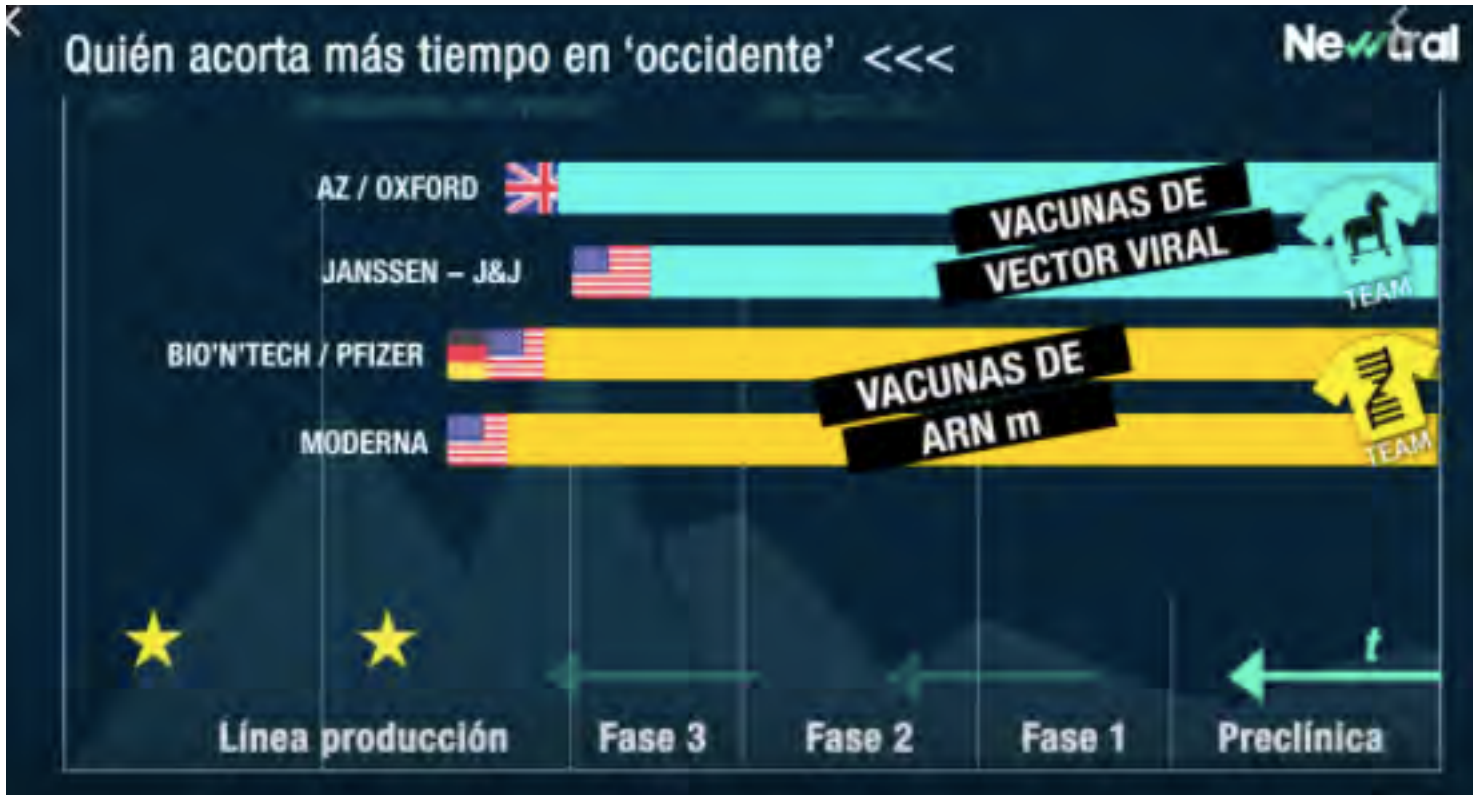 Quién acorta más tiempo en ‘occidente’ <<<
Newtral
AZ / OXFORD
JANSSEN – J&J
BIO'N'TECH / PFIZER
MODERNA
VACUNAS DE
VECTOR VIRAL
TEAM
VACUNAS DE
ARN m
TEAM
t
Línea producción
Fase 3
Fase 2
Fase 1
Preclínica